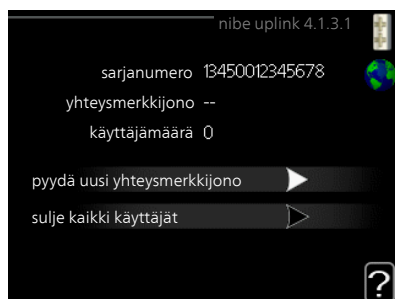 nibe uplink 4.1.3.1
sarjanumero 13450012345678
yhteysmerkkijono --
käyttäjämäärä 0
pyydä uusi yhteysmerkkijono
sulje kaikki käyttäjät
?